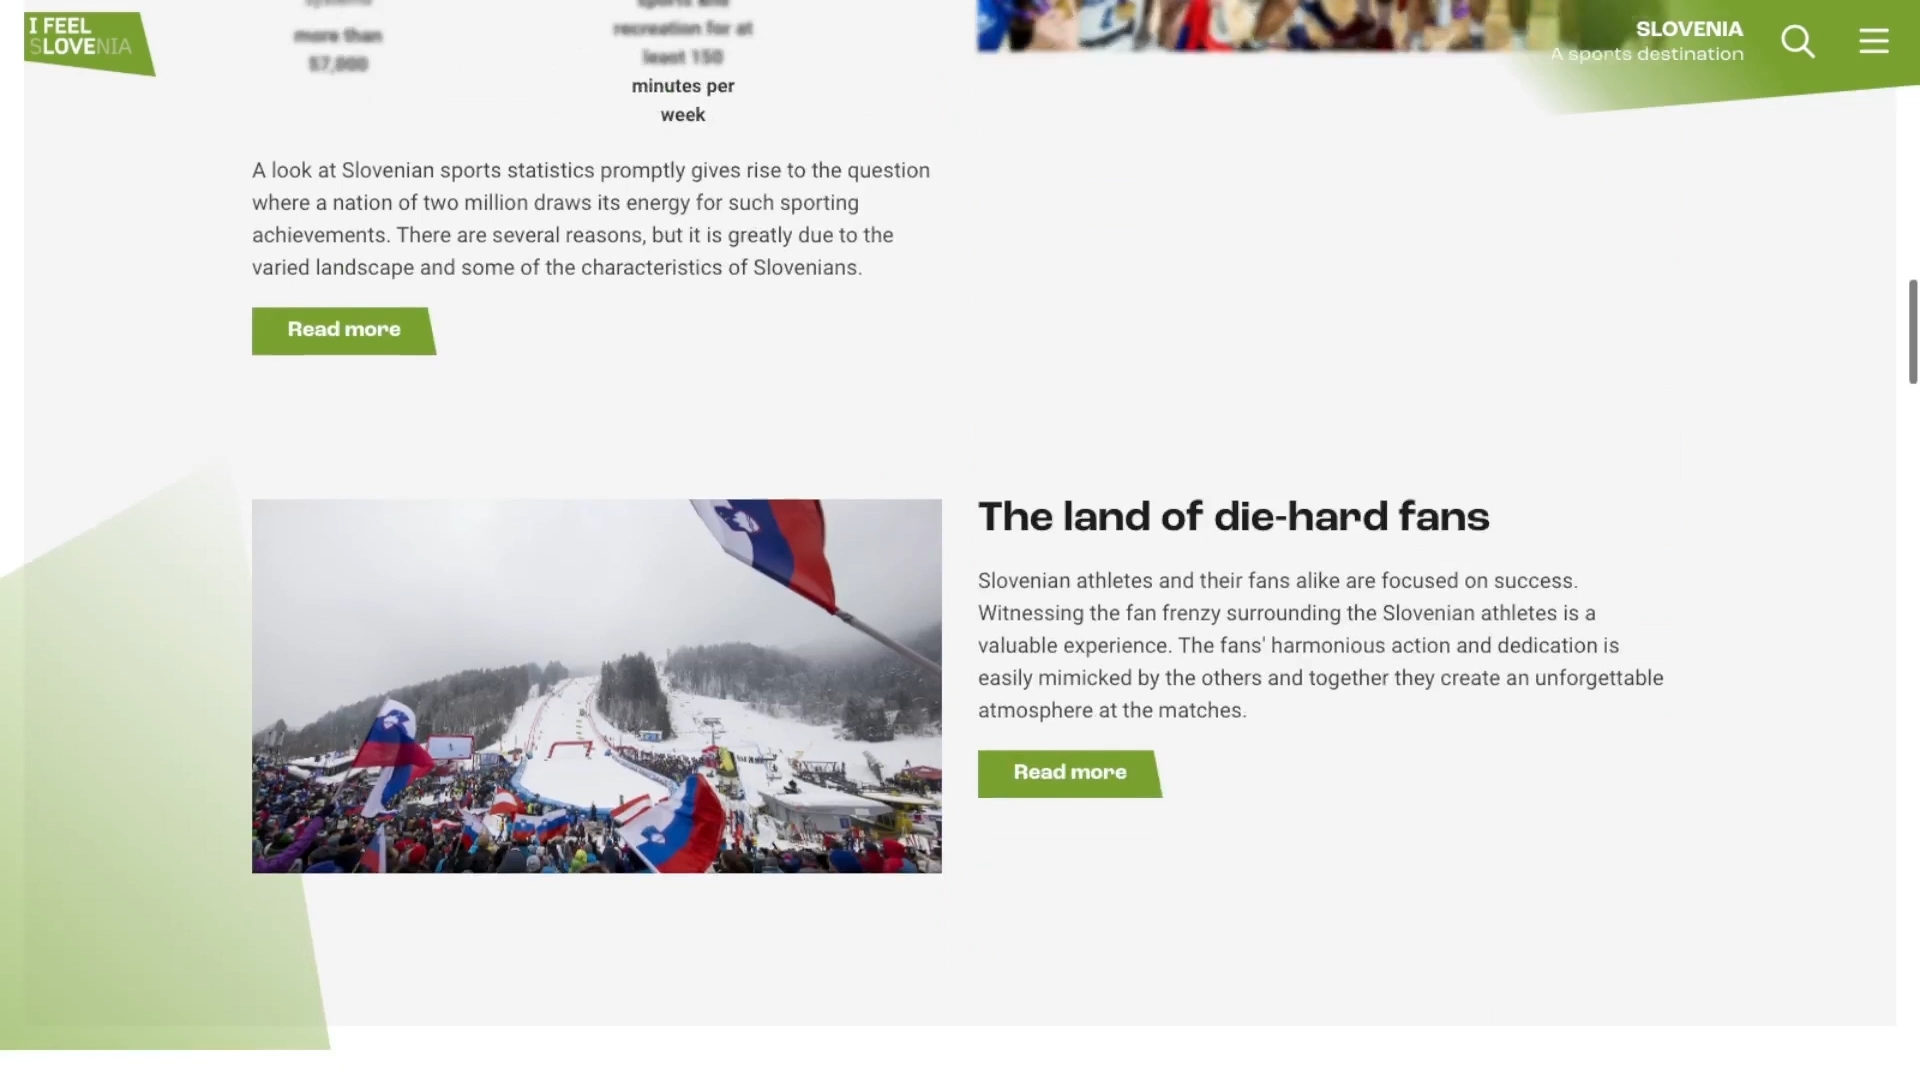 I FEEL
SLOVENIA
SLOVENIA
A sports destination
systems
more than
$7,000
sports and
recreation for at
least 150
minutes per
week
A look at Slovenian sports statistics promptly gives rise to the question
where a nation of two million draws its energy for such sporting
achievements. There are several reasons, but it is greatly due to the
varied landscape and some of the characteristics of Slovenians.
Read more
The land of die-hard fans
Slovenian athletes and their fans alike are focused on success.
Witnessing the fan frenzy surrounding the Slovenian athletes is a
valuable experience. The fans' harmonious action and dedication is
easily mimicked by the others and together they create an unforgettable
atmosphere at the matches.
Read more